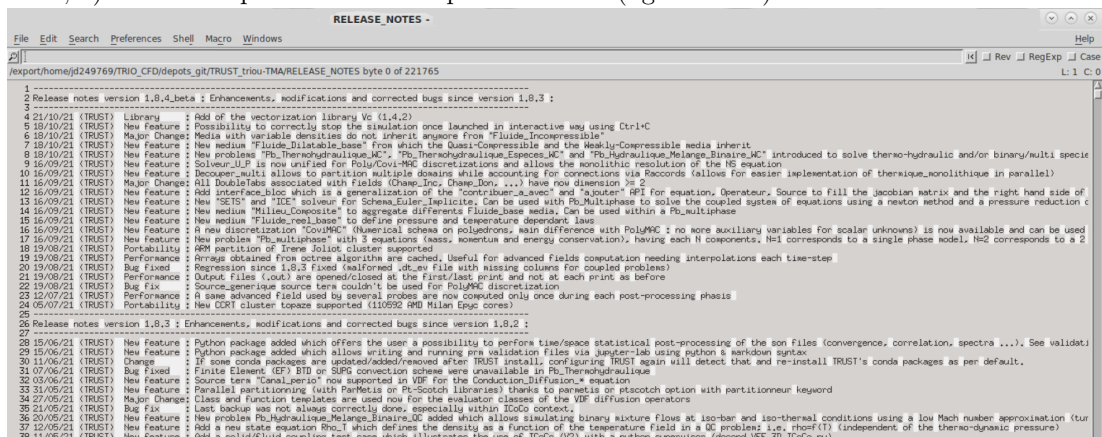 RELEASE_NOTES -
File Edit Search Preferences Shell Macro Windows Help
Rev RegExp Case
/export/home/jd249769/TRIO_CFD/depots_git/TRUST_triou-TMA/RELEASE_NOTES byte 0 of 221765 L: 1 C: 0
1 ----------------------------------------------------------------------------------------------------
2 Release notes version 1.8.4_beta : Enhancements, modifications and corrected bugs since version 1.8.3 :
3 ----------------------------------------------------------------------------------------------------
4 21/10/21 (TRUST) Library : Add of the vectorization library Vc (1.4.2)
5 18/10/21 (TRUST) New feature : Possibility to correctly stop the simulation once launched in interactive way using Ctrl+C
6 18/10/21 (TRUST) Major Change: Media with variable densities do not inherit anymore from "Fluide_Incompressible"
7 18/10/21 (TRUST) New feature : New medium "Fluide_Dilatable_base" from which the Quasi-Compressible and the Weakly-Compressible media inherit
8 18/10/21 (TRUST) New feature : New problems "Pb_Thermohydraulique_WC", "Pb_Thermohydraulique_Especes_WC" and "Pb_Hydraulique_Melange_Binaire_WC" introduced to solve thermo-hydraulic and/or binary/multi specie
9 16/09/21 (TRUST) New feature : Solveur_U_P is now unified for Poly/Covi-MAC discretizations and allows the monolithic resolution of the NS equation
10 16/09/21 (TRUST) New feature : Decouper_multi allows to partition multiple domains while accounting for connections via Raccords (allows for easier implementation of thermique_monolithique in parallel)
11 16/09/21 (TRUST) Major Change: All DoubleTabs associated with fields (Champ_Inc, Champ_Don, ...) have now dimension >= 2
12 16/09/21 (TRUST) New feature : Add interface_bloc which is a generalization of the "contribuer_a_avec" and "ajouter" API for equation, Operateur, Source to fill the jacobian matrix and the right hand side of
13 16/09/21 (TRUST) New feature : New "SETS" and "ICE" solveur for Schema_Euler_Implicite. Can be used with Pb_Multiphase to solve the coupled system of equations using a newton method and a pressure reduction
14 16/09/21 (TRUST) New feature : New medium "Milieu_Composite" to aggregate differents Fluide_base media. Can be used within a Pb_multiphase
15 16/09/21 (TRUST) New feature : New medium "Fluide_reel_base" to define pressure and temperature dependant laws
16 16/09/21 (TRUST) New feature : A new discretization "CoviMAC" (Numerical schema on polyedrons, main difference with PolyMAC : no more auxiliary variables for scalar unknowns) is now available and can be used
17 16/09/21 (TRUST) New feature : New problem "Pb_multiphase" with 3 equations (mass, momentum and energy conservation), having each N components. N=1 corresponds to a single phase model, N=2 corresponds to a 2
18 19/08/21 (TRUST) Portability : ARM partition of Irene Joliot cluster supported
19 19/08/21 (TRUST) Performance : Arrays obtained from octree algorithm are cached. Useful for advanced fields computation needing interpolations each time-step
20 19/08/21 (TRUST) Bug fixed : Regression since 1.8.3 fixed (malformed .dt_ev file with missing columns for coupled problems)
21 19/08/21 (TRUST) Performance : Output files (.out) are opened/closed at the first/last print and not at each print as before
22 19/08/21 (TRUST) Bug fix : Source_generique source term couldn't be used for PolyMAC discretization
23 12/07/21 (TRUST) Performance : A same advanced field used by several probes are now computed only once during each post-processing phasis
24 05/07/21 (TRUST) Portability : New CCRT cluster topaze supported (110592 AMD Milan Epyc cores)
25 ----------------------------------------------------------------------------------------------------
26 Release notes version 1.8.3 : Enhancements, modifications and corrected bugs since version 1.8.2 :
27 ----------------------------------------------------------------------------------------------------
28 15/06/21 (TRUST) New feature : Python package added which offers the user a possibility to perform time/space statistical post-processing of the son files (convergence, correlation, spectra ...). See validati
29 15/06/21 (TRUST) New feature : Python package added which allows writing and running prm validation files via jupyter-lab using python & markdown syntax
30 11/06/21 (TRUST) Change : If some conda packages are updated/added/removed after TRUST install, configuring TRUST again will detect that and re-install TRUST's conda packages as per default.
31 07/06/21 (TRUST) Bug fixed : Finite Element (EF) BTD or SUPG convection scheme were unavailable in Pb_Thermohydraulique
32 03/06/21 (TRUST) New feature : Source term "Canal_perio" now supported in VDF for the Conduction_Diffusion_* equation
33 31/05/21 (TRUST) New feature : Parallel partitionning (with ParMetis or Pt-Scotch libraries) thanks to parmetis or ptscotch option with partitionneur keyword
34 27/05/21 (TRUST) Major Change: Class and function templates are used now for the evaluator classes of the VDF diffusion operators
35 21/05/21 (TRUST) Bug fix : Last backup was not always correctly done, especially within ICoCo context.
36 20/05/21 (TRUST) New feature : New problem Pb_Hydraulique_Melange_Binaire_QC added which allows simulating binary mixture flows at iso-bar and iso-thermal conditions using a low Mach number approximation (tur
37 12/05/21 (TRUST) New feature : Add a new state equation Rho_T which defines the density as a function of the temperature field in a QC problem: i.e. rho=f(T) (independent of the thermo-dynamic pressure)